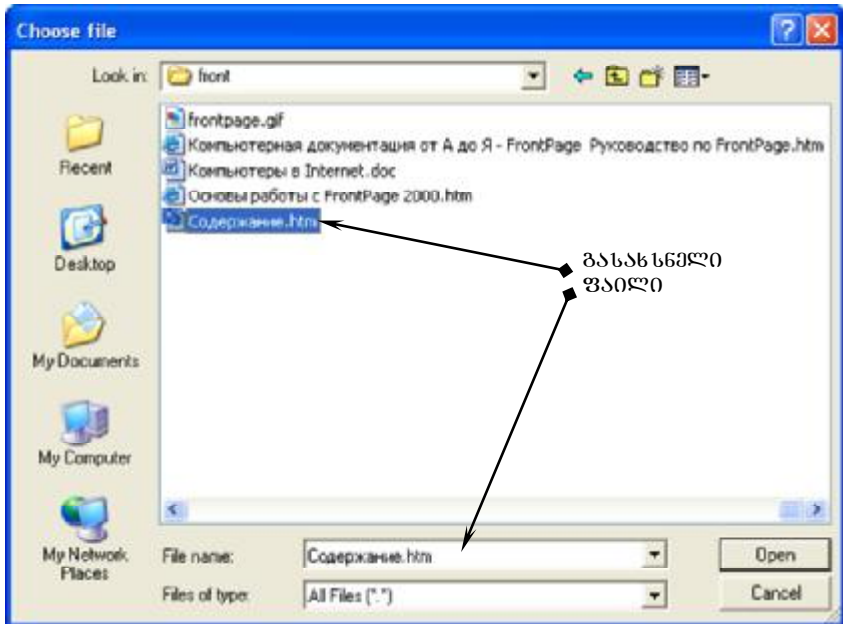 Choose file
Look in: front
frontpage.gif
Компьютерная документация от А до Я - FrontPage Руководство по FrontPage.htm
Компьютеры в Internet.doc
Основы работы с FrontPage 2000.htm
Содержание.htm
Recent
Desktop
გასახსნელი
ფაილი
My Documents
My Computer
My Network
Places
File name: Содержание.htm Open
Files of type: All Files (*.*) Cancel